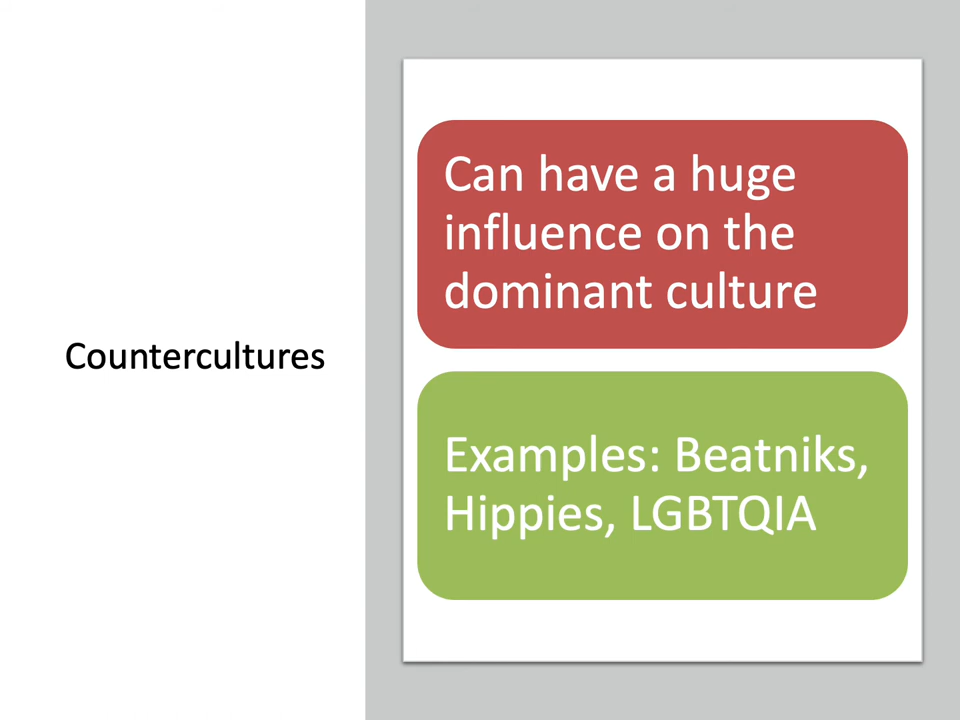 Countercultures
Can have a huge
influence on the
dominant culture
Examples: Beatniks,
Hippies, LGBTQIA